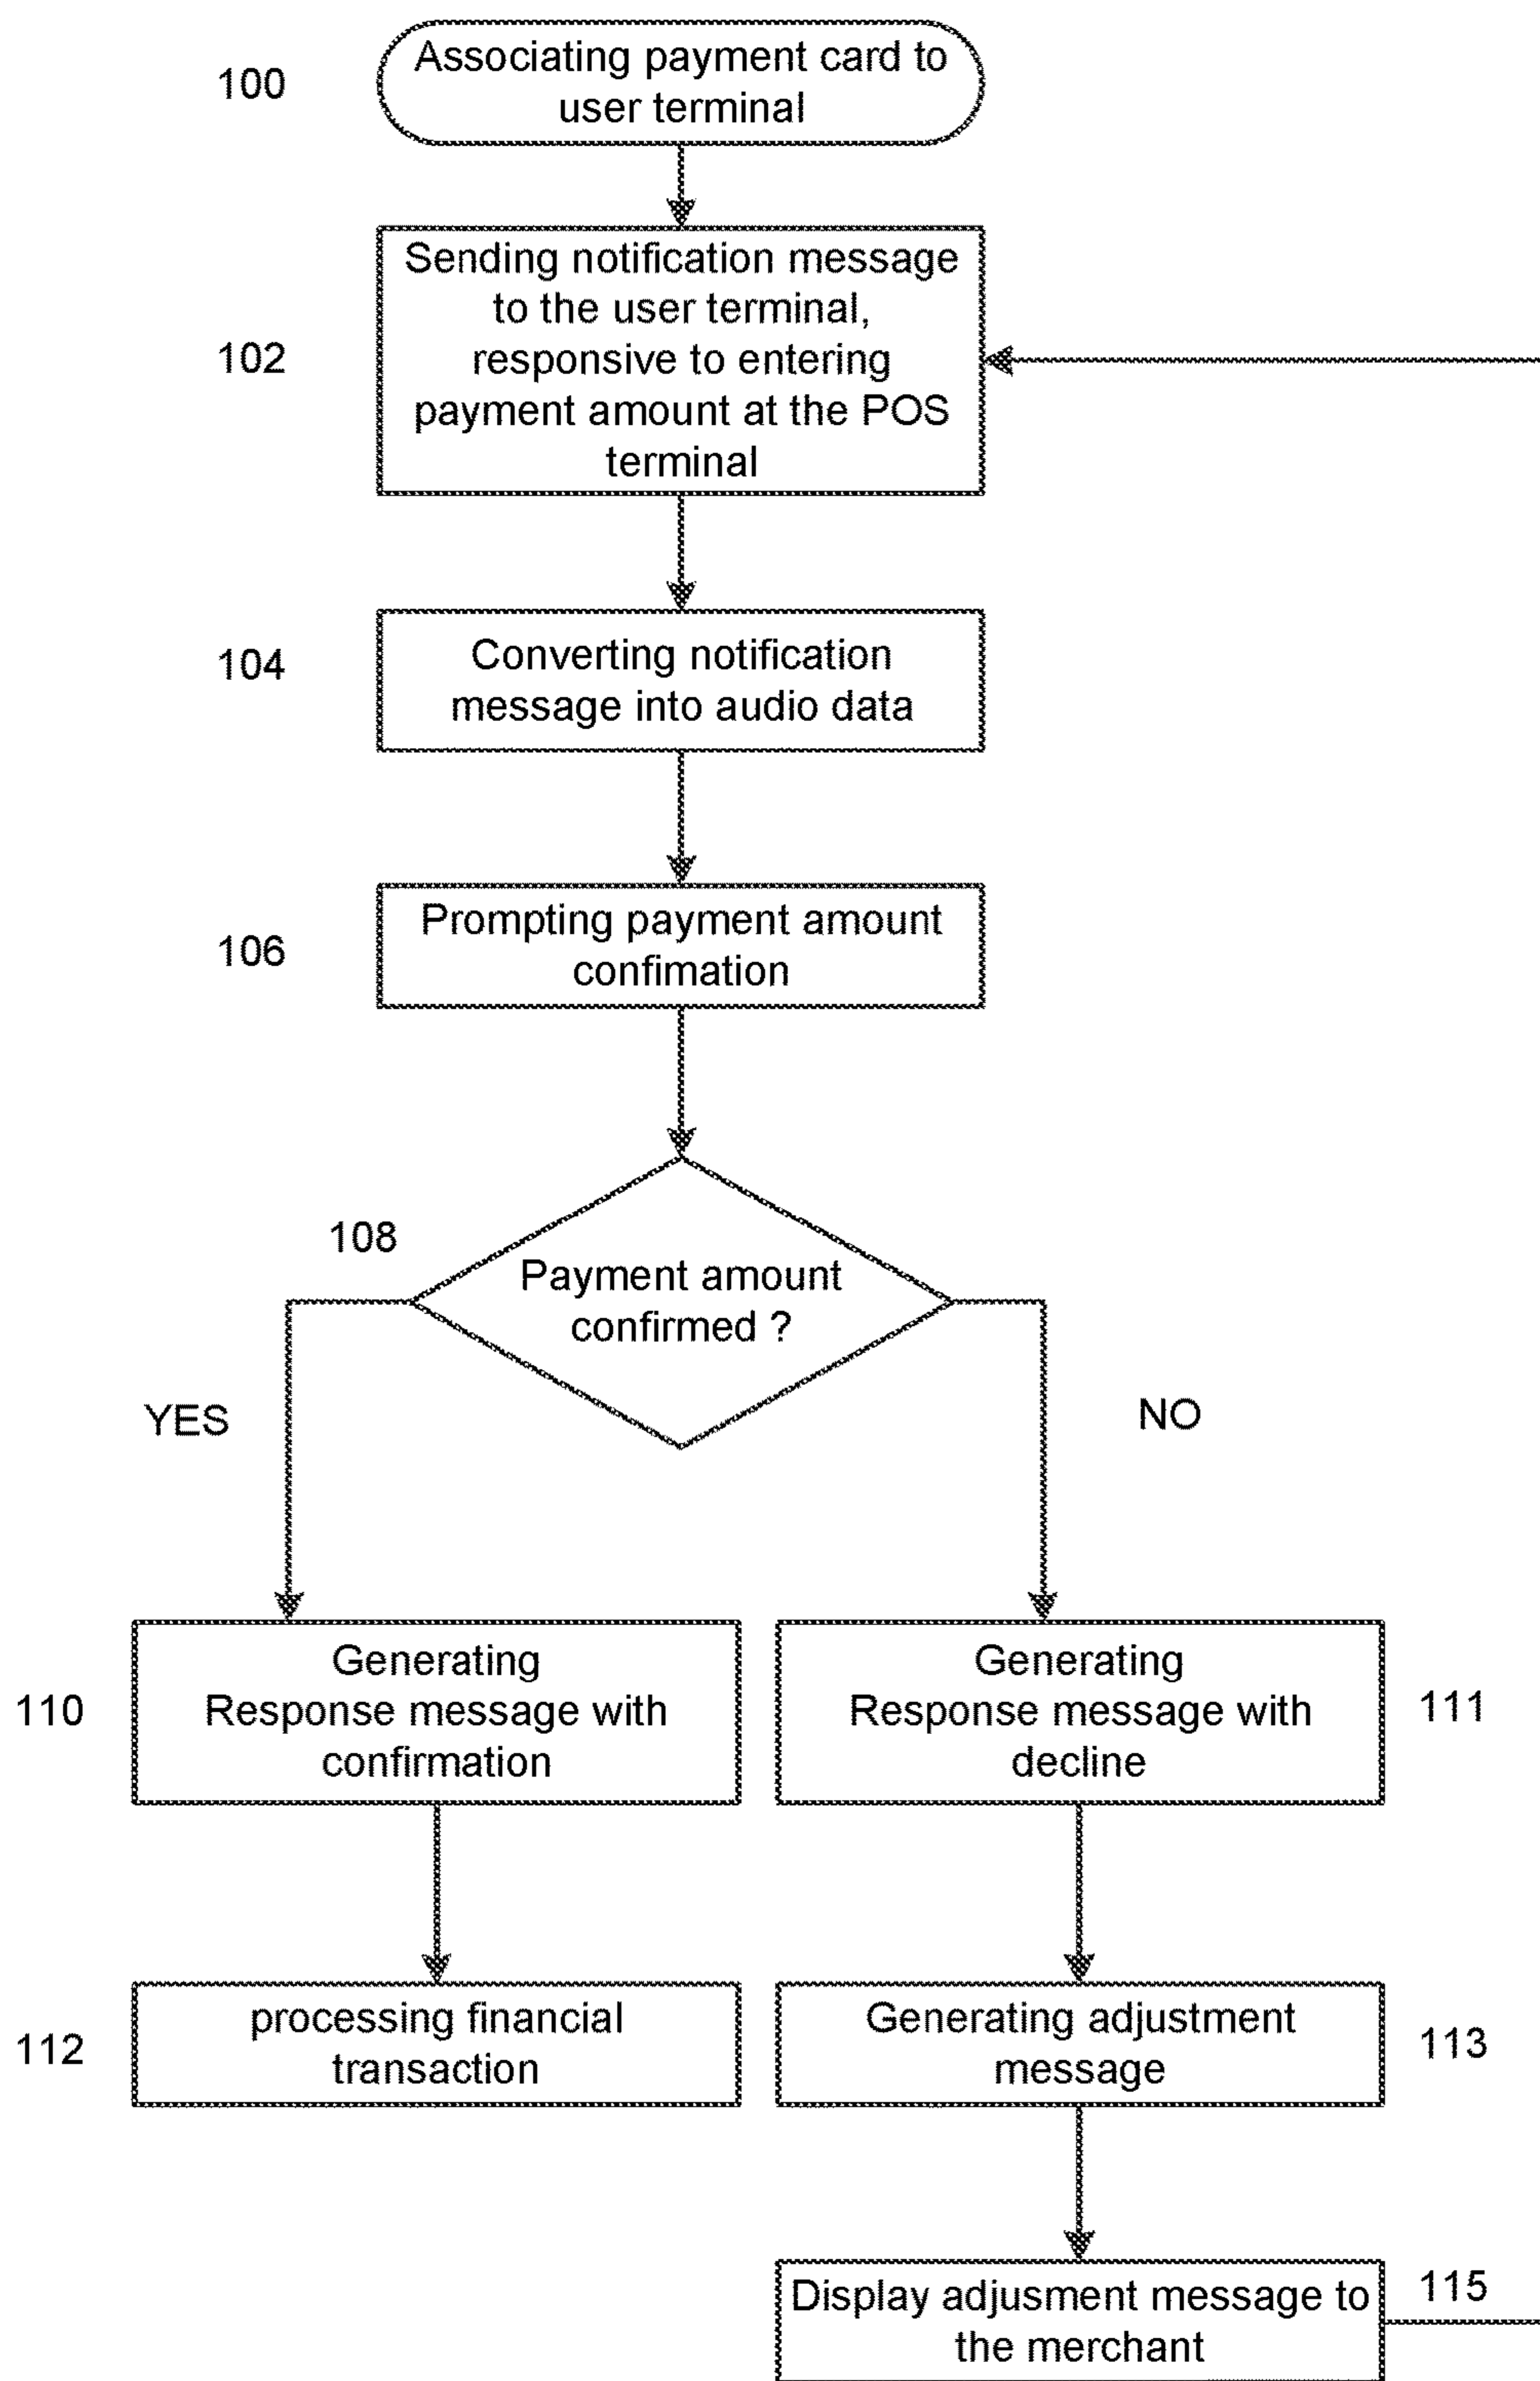 100
Associating payment card to
user terminal
102
Sending notification message
to the user terminal,
responsive to entering
payment amount at the POS
terminal
104
Converting notification
message into audio data
106
Prompting payment amount
confimation
108
Payment amount
confirmed ?
YES
NO
110
Generating
Response message with
confirmation
Generating
Response message with
decline
111
112
processing financial
transaction
Generating adjustment
message
113
Display adjusment message to
the merchant
115